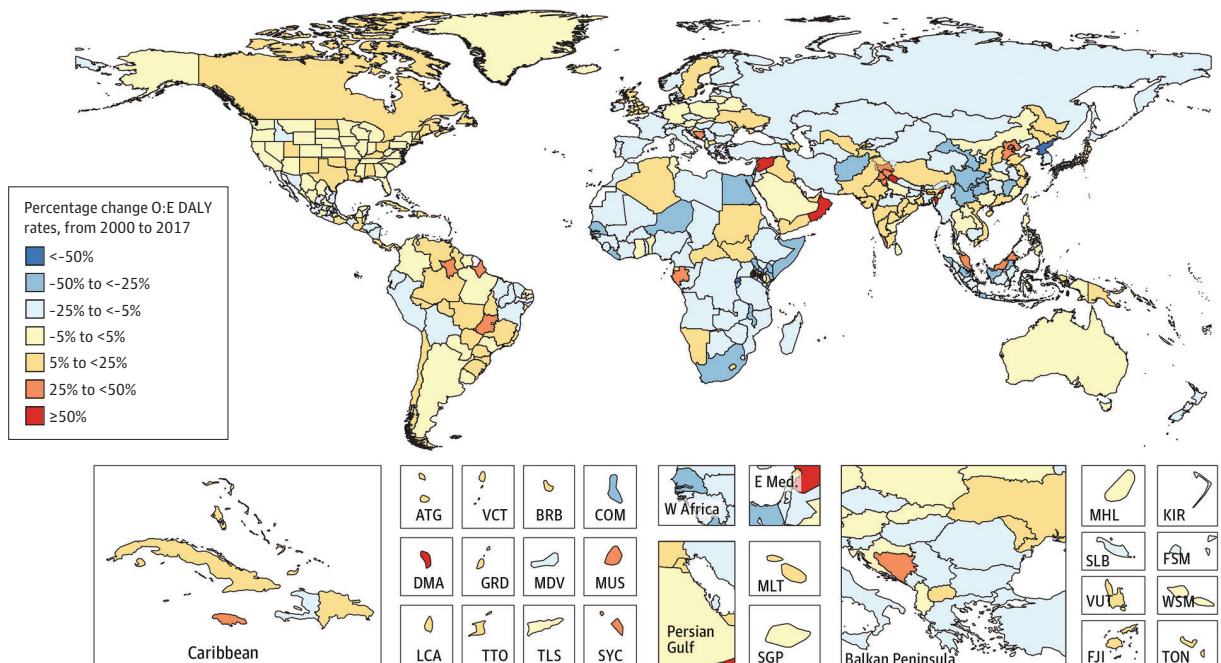 Percentage change O:E DALY
rates, from 2000 to 2017
<-50%
-50% to <-25%
-25% to <-5%
-5% to <5%
5% to <25%
25% to <50%
≥50%
Caribbean
ATG
VCT
BRB
COM
DMA
GRD
MDV
MUS
LCA
TTO
TLS
SYC
W Africa
E Med.
Persian
Gulf
MLT
SGP
Balkan Peninsula
MHL
KIR
SLB
FSM
VUT
WSM
FJI
TON